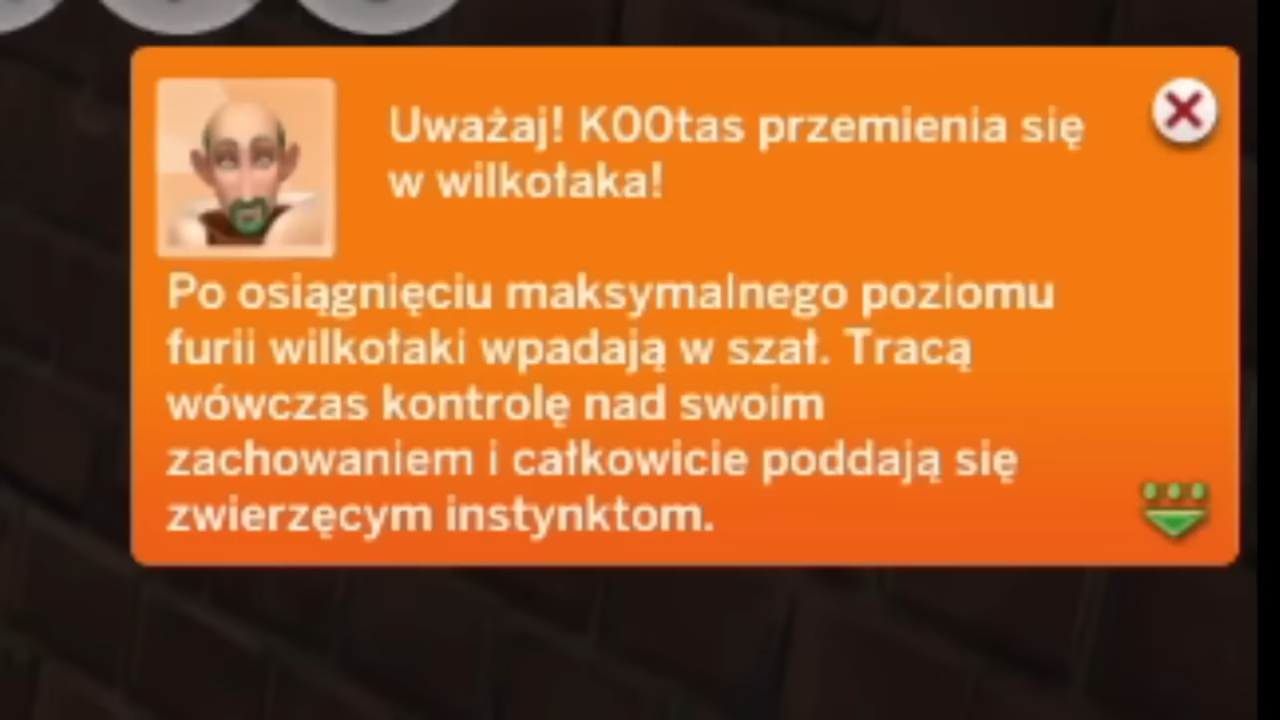 Uważaj! K00tas przemienia się
w wilkołaka!
Po osiągnięciu maksymalnego poziomu
furii wilkołaki wpadają w szał. Tracą
wówczas kontrolę nad swoim
zachowaniem i całkowicie poddają się
zwierzęcym instynktom.